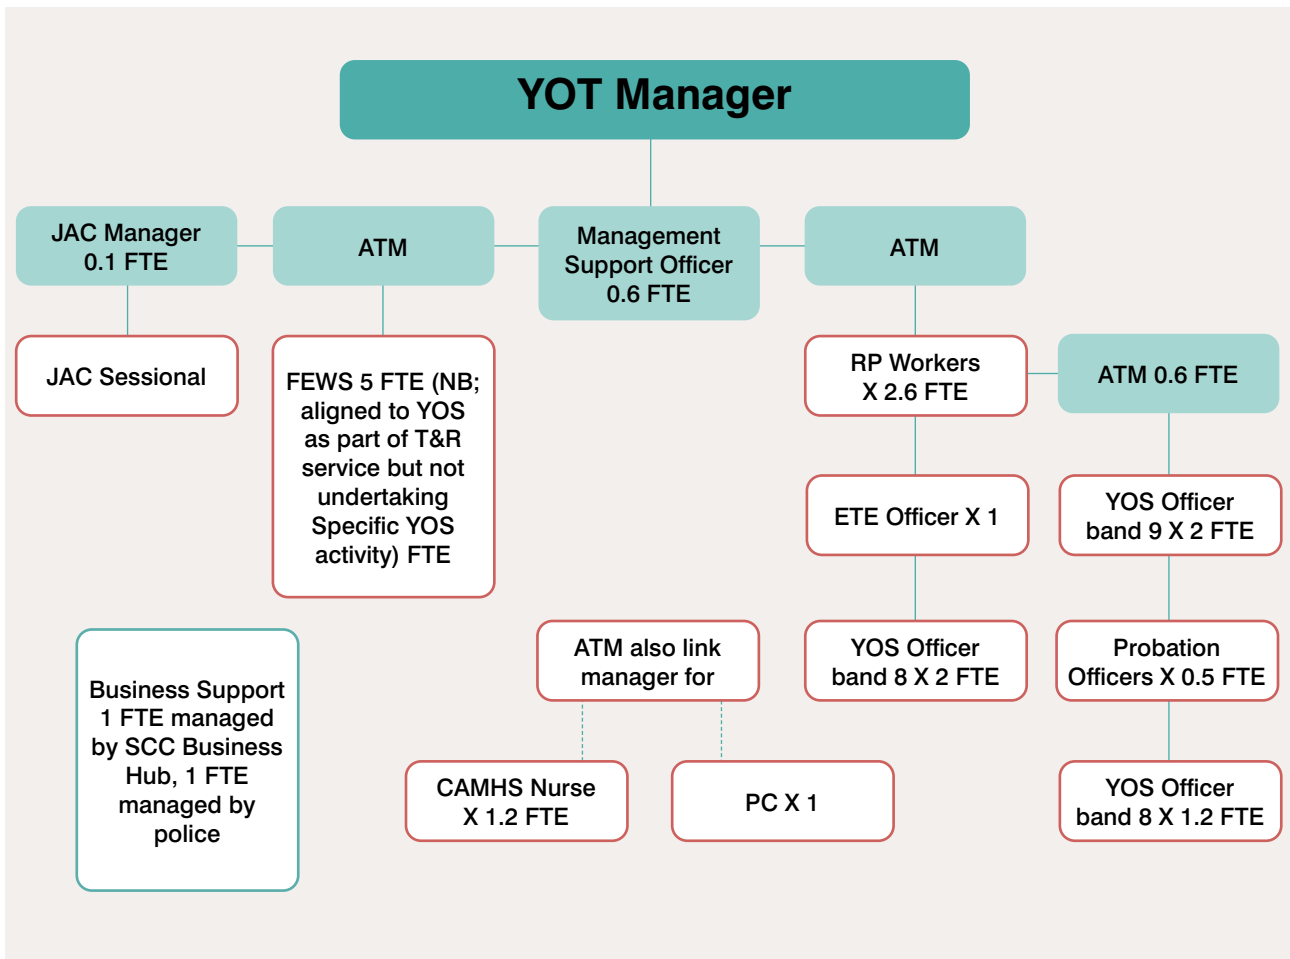 YOT Manager
JAC Manager
0.1 FTE
ATM
Management
Support Officer
0.6 FTE
ATM
JAC Sessional
FEWS 5 FTE (NB;
aligned to YOS
as part of T&R
service but not
undertaking
Specific YOS
activity) FTE
RP Workers
X 2.6 FTE
ATM 0.6 FTE
ETE Officer X 1
YOS Officer
band 9 X 2 FTE
Business Support
1 FTE managed
by SCC Business
Hub, 1 FTE
managed by
police
ATM also link
manager for
YOS Officer
band 8 X 2 FTE
Probation
Officers X 0.5 FTE
CAMHS Nurse
X 1.2 FTE
PC X 1
YOS Officer
band 8 X 1.2 FTE